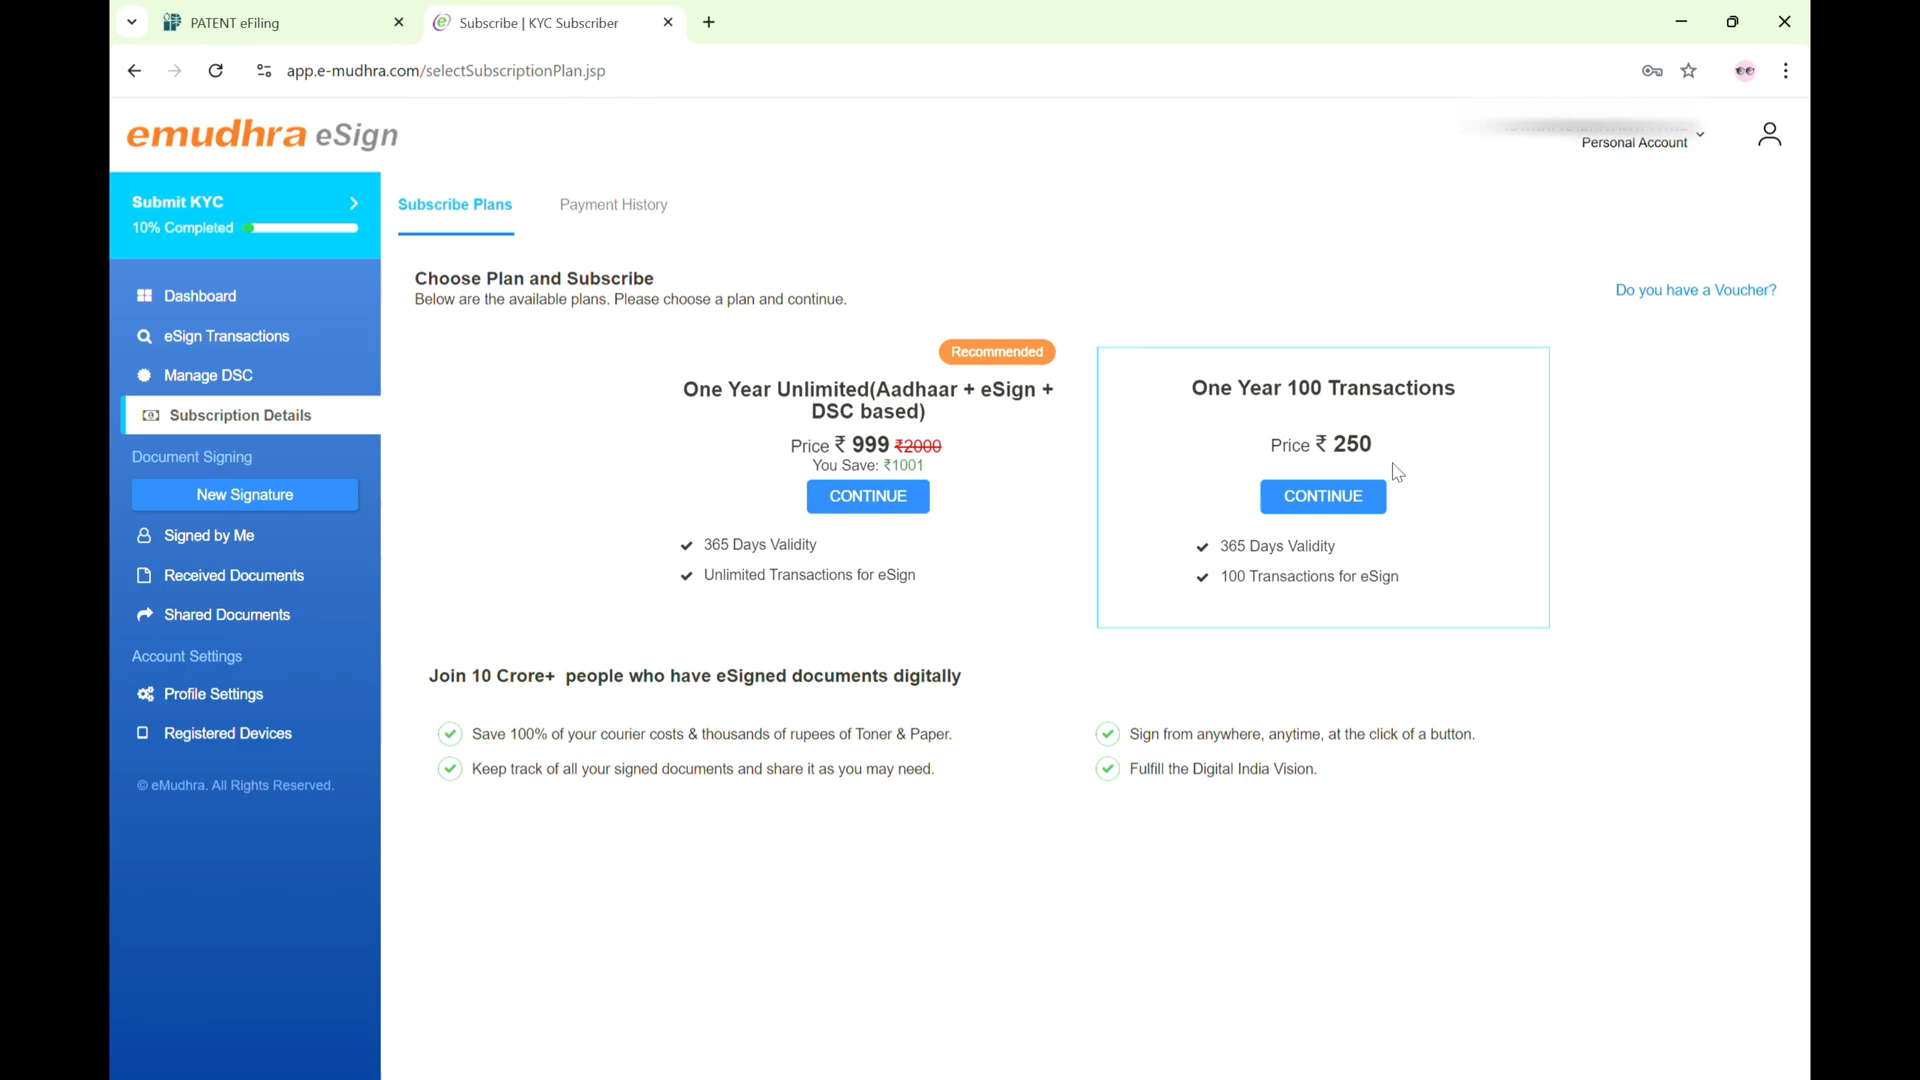 PATENT eFiling
Subscribe | KYC Subscriber
app.e-mudhra.com/selectSubscriptionPlan.jsp
emudhra eSign
Personal Account
Submit KYC
10% Completed
Subscribe Plans
Payment History
Choose Plan and Subscribe
Below are the available plans. Please choose a plan and continue.
Do you have a Voucher?
Dashboard
eSign Transactions
Manage DSC
Subscription Details
Document Signing
New Signature
Signed by Me
Received Documents
Shared Documents
Account Settings
Profile Settings
Registered Devices
© eMudhra. All Rights Reserved.
Recommended
One Year Unlimited(Aadhaar + eSign +
DSC based)
Price ₹ 999 ₹2000
You Save: ₹1001
CONTINUE
365 Days Validity
Unlimited Transactions for eSign
One Year 100 Transactions
Price ₹ 250
CONTINUE
365 Days Validity
100 Transactions for eSign
Join 10 Crore+ people who have eSigned documents digitally
Save 100% of your courier costs & thousands of rupees of Toner & Paper.
Sign from anywhere, anytime, at the click of a button.
Keep track of all your signed documents and share it as you may need.
Fulfill the Digital India Vision.